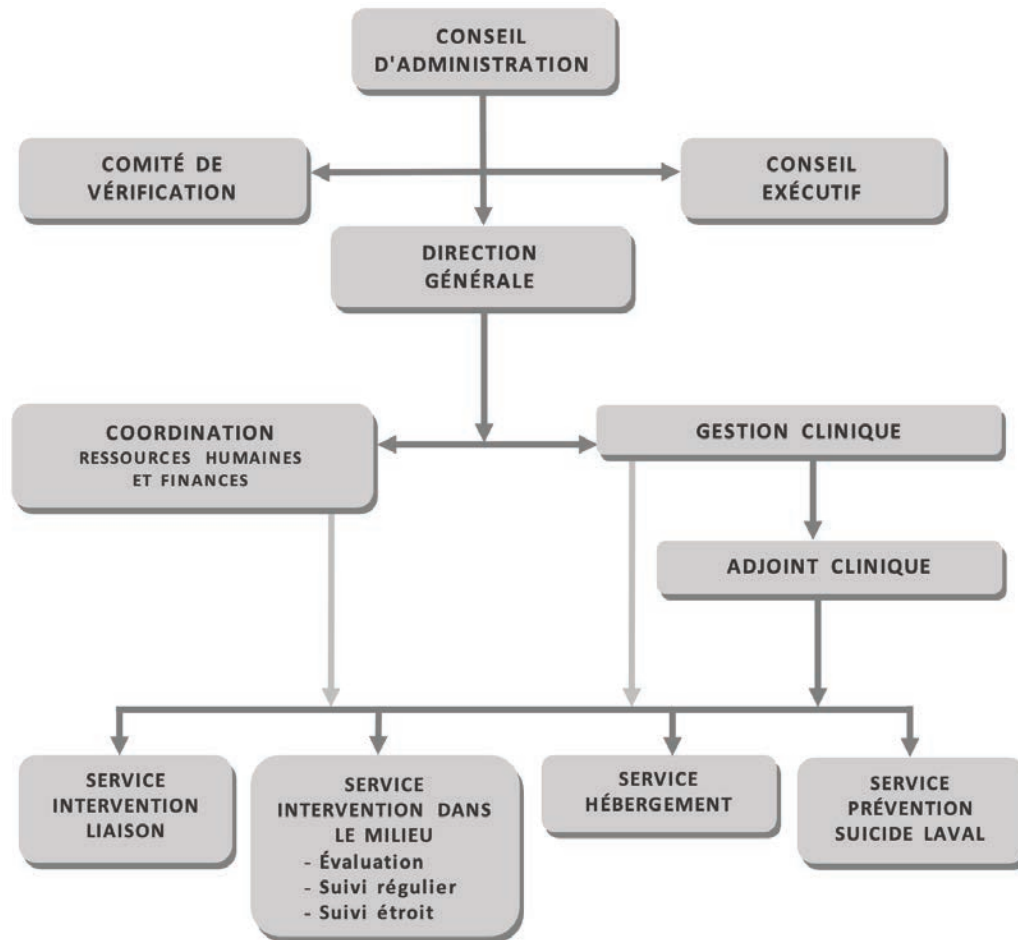 CONSEIL
D'ADMINISTRATION
COMITÉ DE
VÉRIFICATION
CONSEIL
EXÉCUTIF
DIRECTION
GÉNÉRALE
COORDINATION
RESSOURCES HUMAINES
ET FINANCES
GESTION CLINIQUE
ADJOINT CLINIQUE
SERVICE
INTERVENTION
LIAISON
SERVICE
INTERVENTION DANS
LE MILIEU
- Évaluation
- Suivi régulier
- Suivi étroit
SERVICE
HÉBERGEMENT
SERVICE
PRÉVENTION
SUICIDE LAVAL